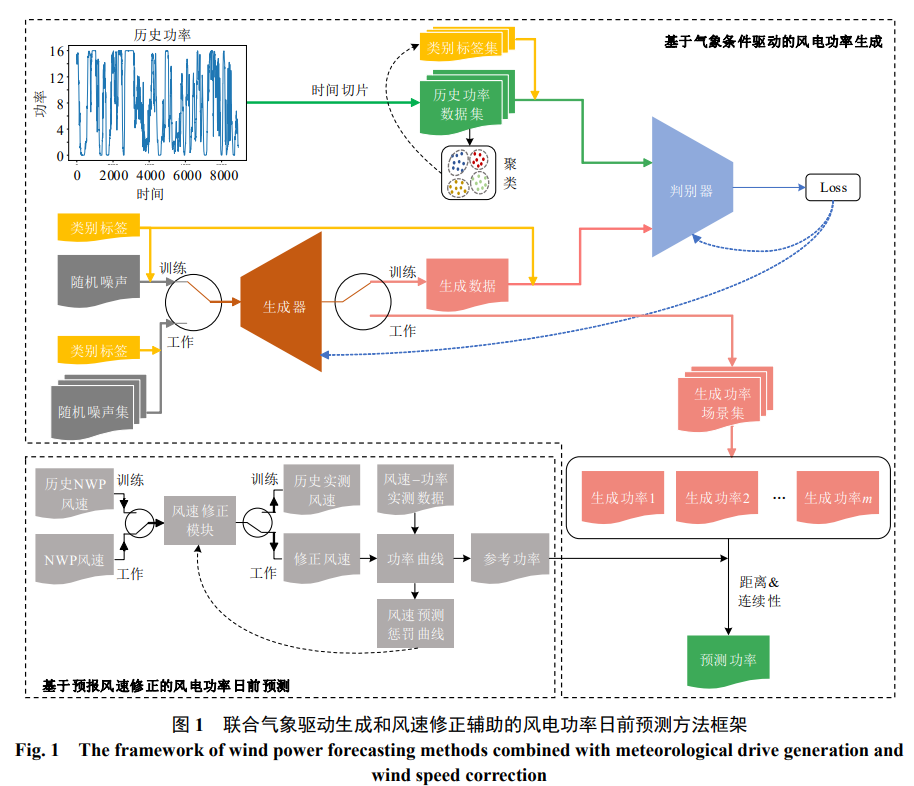 历史功率
16
12
8
4
0
功率
0
2000
4000
6000
8000
时间
时间切片
类别标签集
历史功率
数据集
聚
类
基于气象条件驱动的风电功率生成
判别器
Loss
类别标签
随机噪声
训练
工作
类别标签
随机噪声集
生成器
训练
工作
生成数据
生成功率
场景集
生成功率1
生成功率2
···
生成功率m
距离&
连续性
预测功率
历史NWP
风速
NWP风速
训练
工作
风速修正
模块
训练
工作
历史实测
风速
修正风速
风速-功率
实测数据
功率曲线
参考功率
风速预测
惩罚曲线
基于预报风速修正的风电功率日前预测
图 1 联合气象驱动生成和风速修正辅助的风电功率日前预测方法框架
Fig. 1 The framework of wind power forecasting methods combined with meteorological drive generation and
wind speed correction